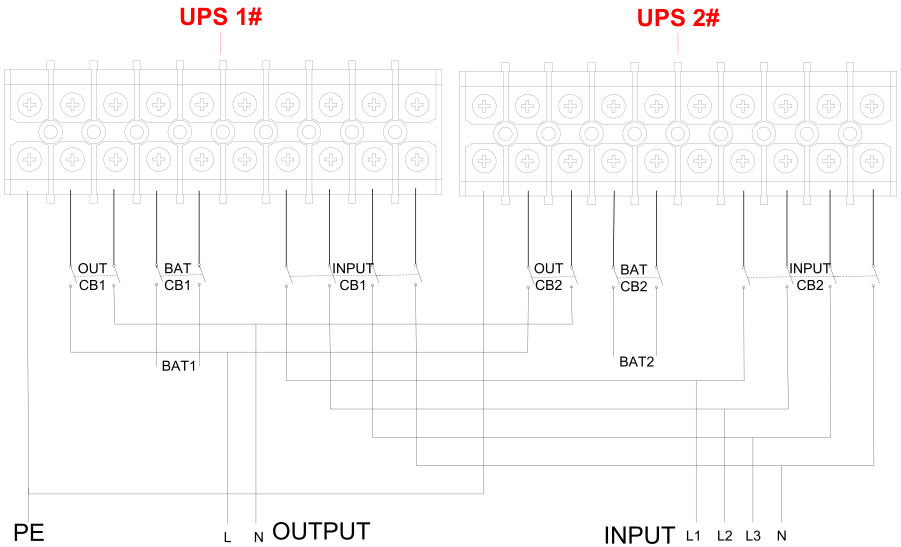 UPS 1# UPS 2#
OUT BAT INPUT OUT BAT INPUT
CB1 CB1 CB1 CB2 CB2 CB2
BAT1 BAT2
PE L N OUTPUT INPUT L1 L2 L3 N